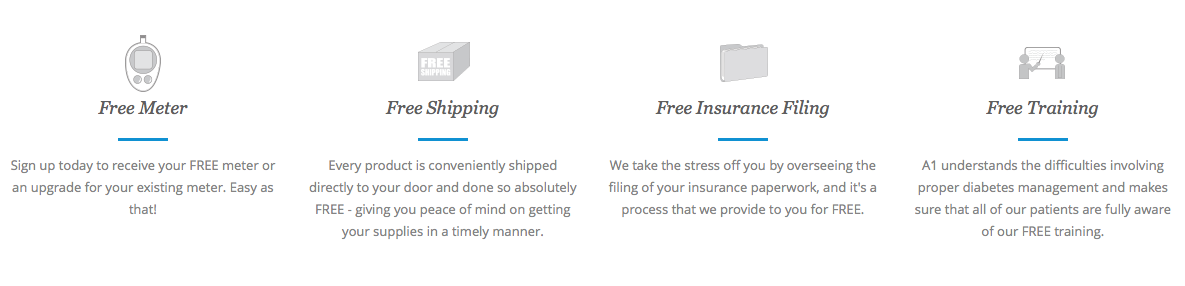 FREE
SHIPPING
Free Meter
Sign up today to receive your FREE meter or
an upgrade for your existing meter. Easy as
that!
Free Shipping
Every product is conveniently shipped
directly to your door and done so absolutely
FREE - giving you peace of mind on getting
your supplies in a timely manner.
Free Insurance Filing
We take the stress off you by overseeing the
filing of your insurance paperwork, and it's a
process that we provide to you for FREE.
Free Training
A1 understands the difficulties involving
proper diabetes management and makes
sure that all of our patients are fully aware
of our FREE training.